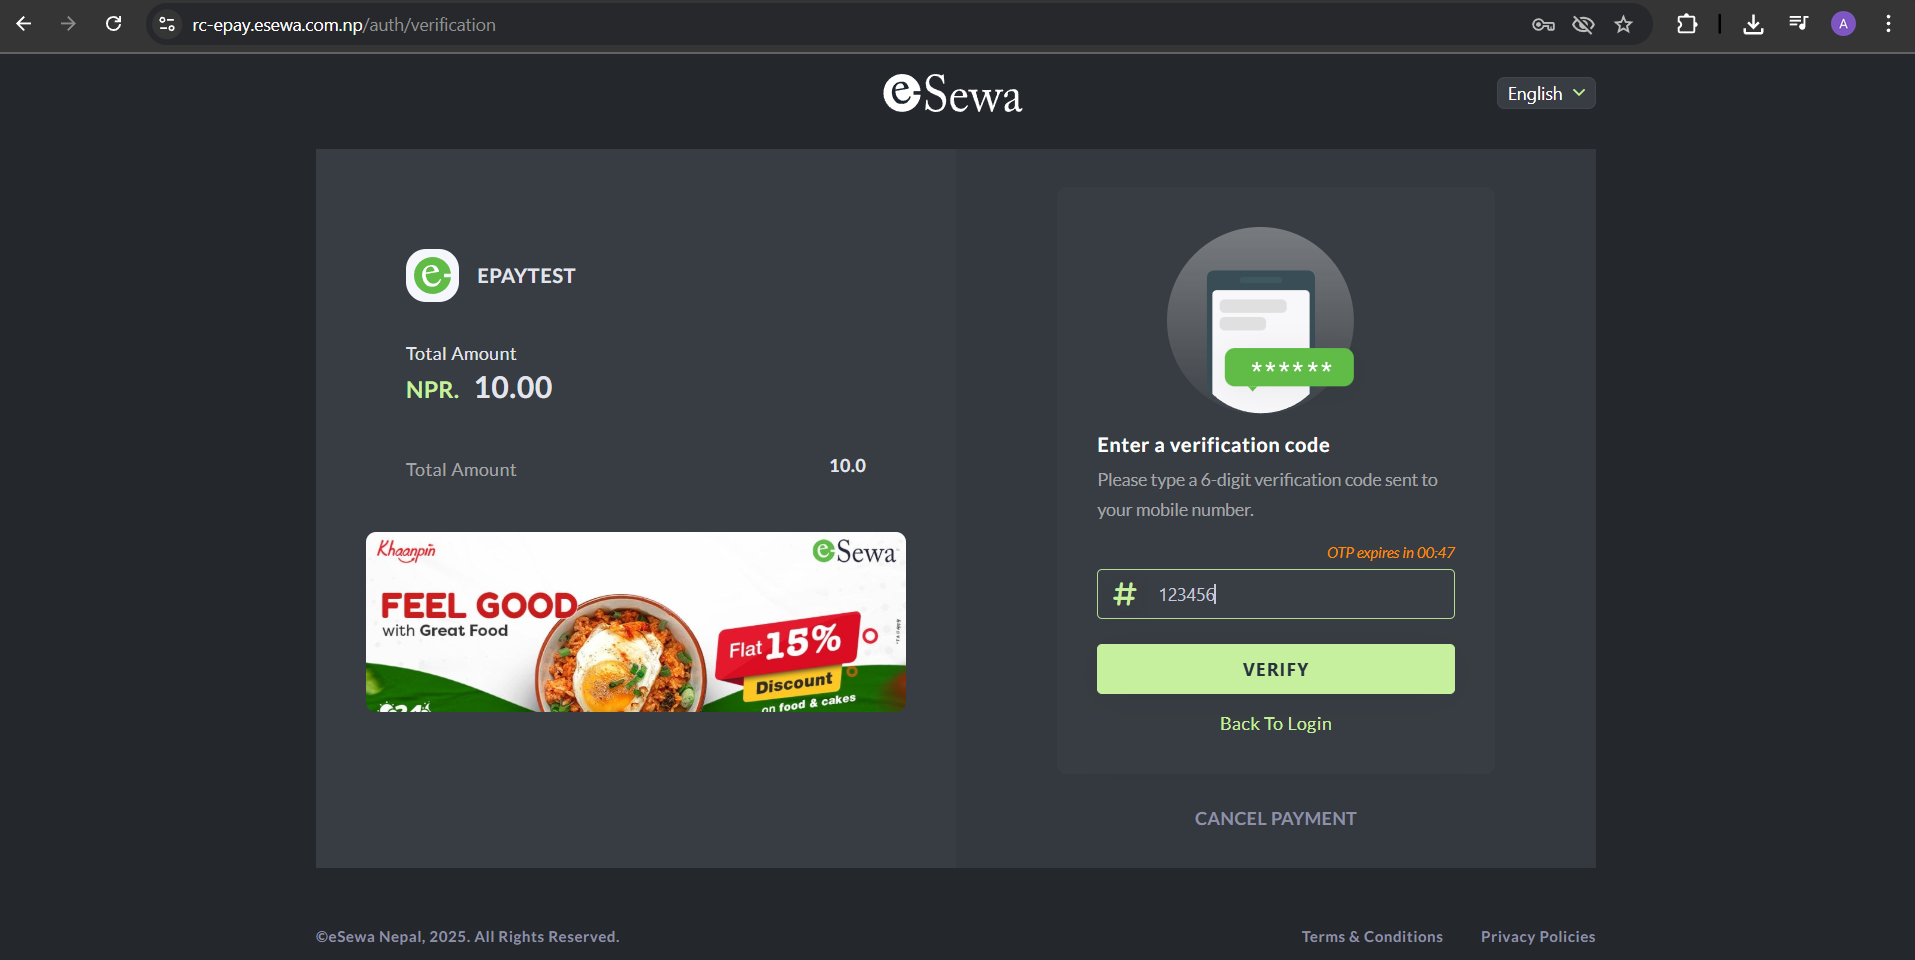 rc-epay.esewa.com.np/auth/verification
A
eSewa
English
EPAYTEST
Total Amount
NPR. 10.00
Total Amount 10.0
Khaanpin
eSewa
FEEL GOOD
with Great Food
Flat 15%
Discount
on food & cakes
******
Enter a verification code
Please type a 6-digit verification code sent to
your mobile number.
OTP expires in 00:47
# 123456
VERIFY
Back To Login
CANCEL PAYMENT
©eSewa Nepal, 2025. All Rights Reserved.
Terms & Conditions Privacy Policies